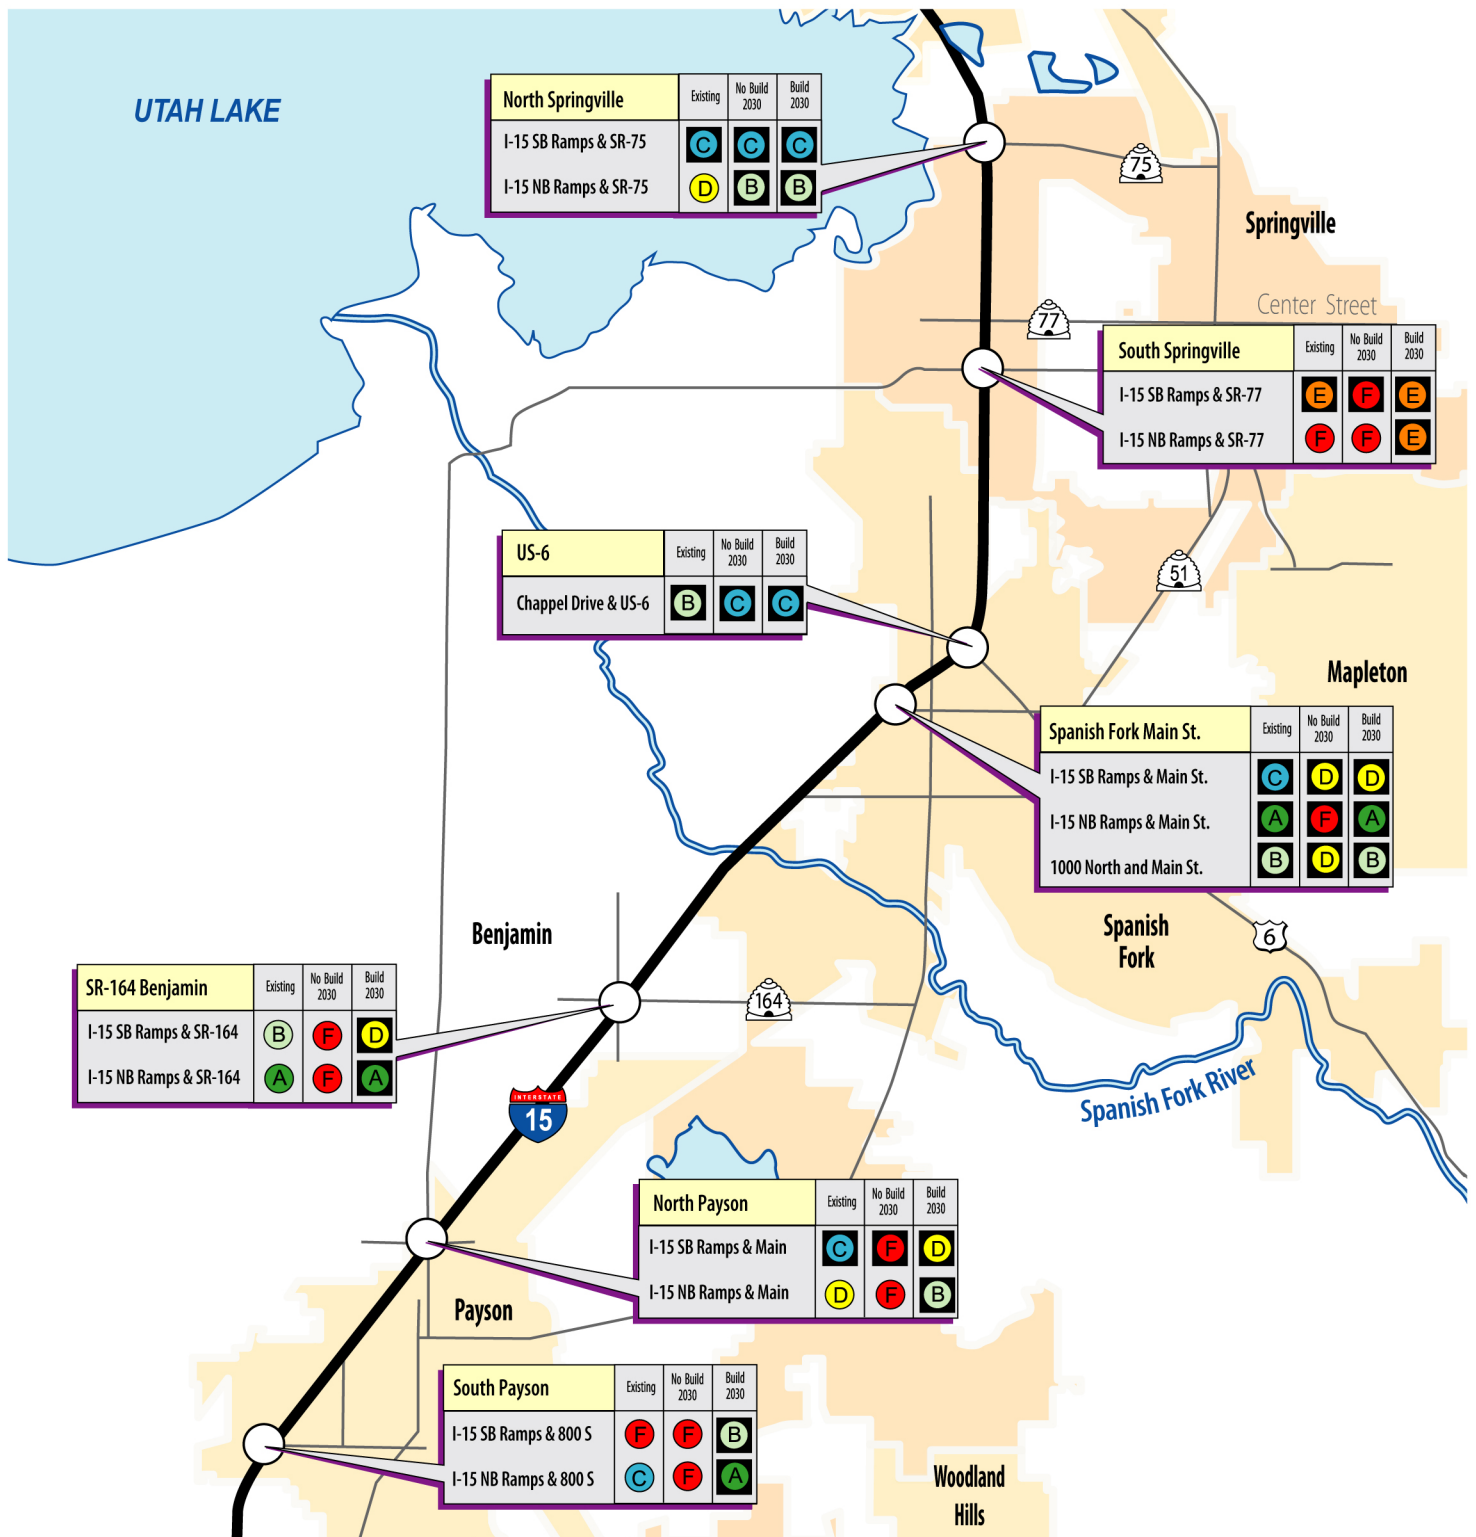 UTAH LAKE
North Springville Existing No Build 2030 Build 2030
I-15 SB Ramps & SR-75 C C C
I-15 NB Ramps & SR-75 D B B
75
Springville
Center Street
77
South Springville Existing No Build 2030 Build 2030
I-15 SB Ramps & SR-77 E F E
I-15 NB Ramps & SR-77 F F E
US-6 Existing No Build 2030 Build 2030
Chappel Drive & US-6 B C C
51
Mapleton
Spanish Fork Main St. Existing No Build 2030 Build 2030
I-15 SB Ramps & Main St. C D D
I-15 NB Ramps & Main St. A F A
1000 North and Main St. B D B
Benjamin
Spanish
Fork
6
SR-164 Benjamin Existing No Build 2030 Build 2030
I-15 SB Ramps & SR-164 B F D
I-15 NB Ramps & SR-164 A F A
164
Spanish Fork River
INTERSTATE
15
North Payson Existing No Build 2030 Build 2030
I-15 SB Ramps & Main C F D
I-15 NB Ramps & Main D F B
Payson
South Payson Existing No Build 2030 Build 2030
I-15 SB Ramps & 800 S F F B
I-15 NB Ramps & 800 S C F A
Woodland
Hills